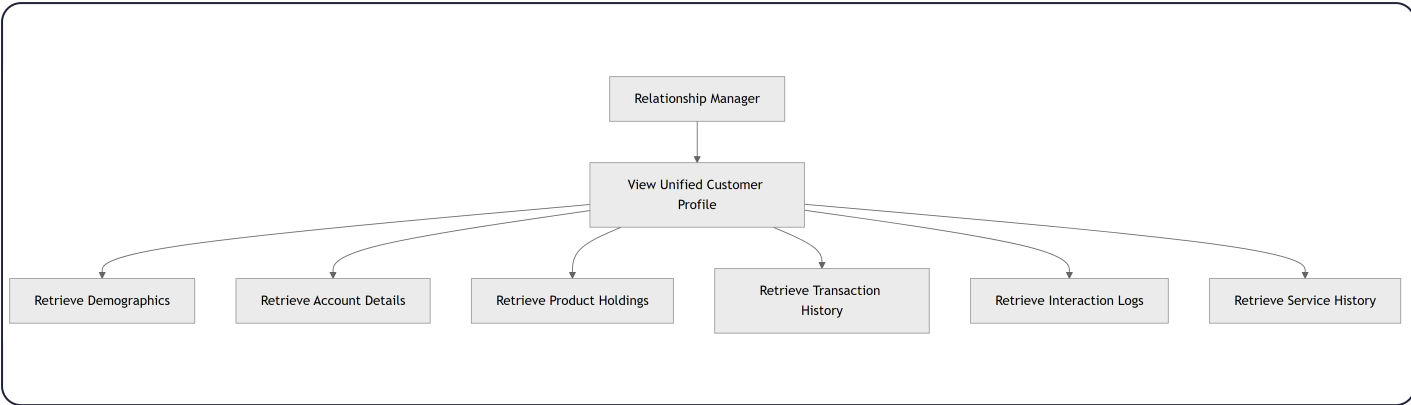 Relationship Manager
View Unified Customer
Profile
Retrieve Demographics
Retrieve Account Details
Retrieve Product Holdings
Retrieve Transaction
History
Retrieve Interaction Logs
Retrieve Service History